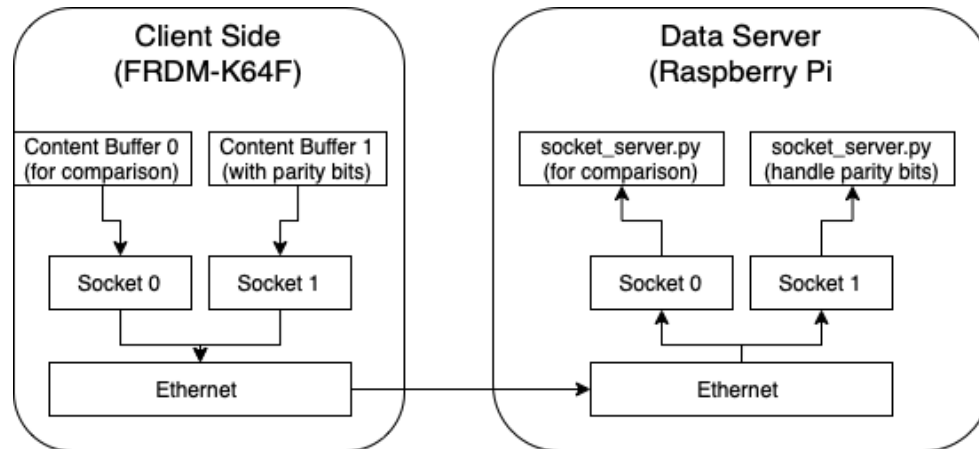 Client Side
(FRDM-K64F)
Content Buffer 0
(for comparison)
Content Buffer 1
(with parity bits)
Socket 0
Socket 1
Ethernet
Data Server
(Raspberry Pi
socket_server.py
(for comparison)
socket_server.py
(handle parity bits)
Socket 0
Socket 1
Ethernet